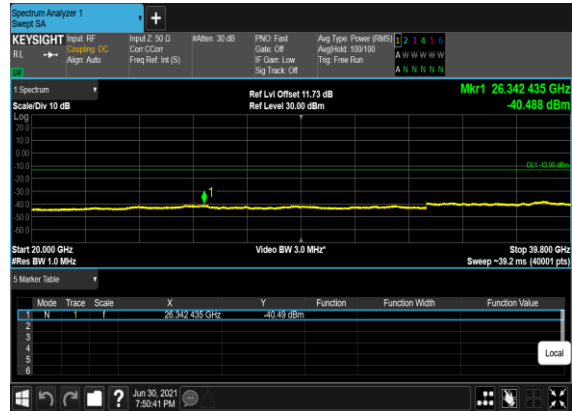 Spectrum Analyzer 1
Swept SA
+
KEYSIGHT Input: RF Input Z: 50 Ω #Atten: 30 dB PNO: Fast Avg Type: Power (RMS) 1 2 3 4 5 6
RL Coupling: DC Corr CCorr Gate: Off Avg|Hold: 100/100 A W W W W W
Align: Auto Freq Ref: Int (S) IF Gain: Low Trig: Free Run
Sig Track: Off A N N N N N
1 Spectrum Ref Lvl Offset 11.73 dB Mkr1 26.342 435 GHz
Scale/Div 10 dB Ref Level 30.00 dBm -40.488 dBm
Log
20.0
10.0
0.00
-10.0
DL1 -13.00 dBm
-20.0
-30.0
1
-40.0
-50.0
-60.0
Start 20.000 GHz Video BW 3.0 MHz* Stop 39.800 GHz
#Res BW 1.0 MHz Sweep ~39.2 ms (40001 pts)
5 Marker Table
Mode Trace Scale X Y Function Function Width Function Value
1 N 1 f 26.342 435 GHz -40.49 dBm
2
3
4
5
6
Local
? Jun 30, 2021
7:50:41 PM